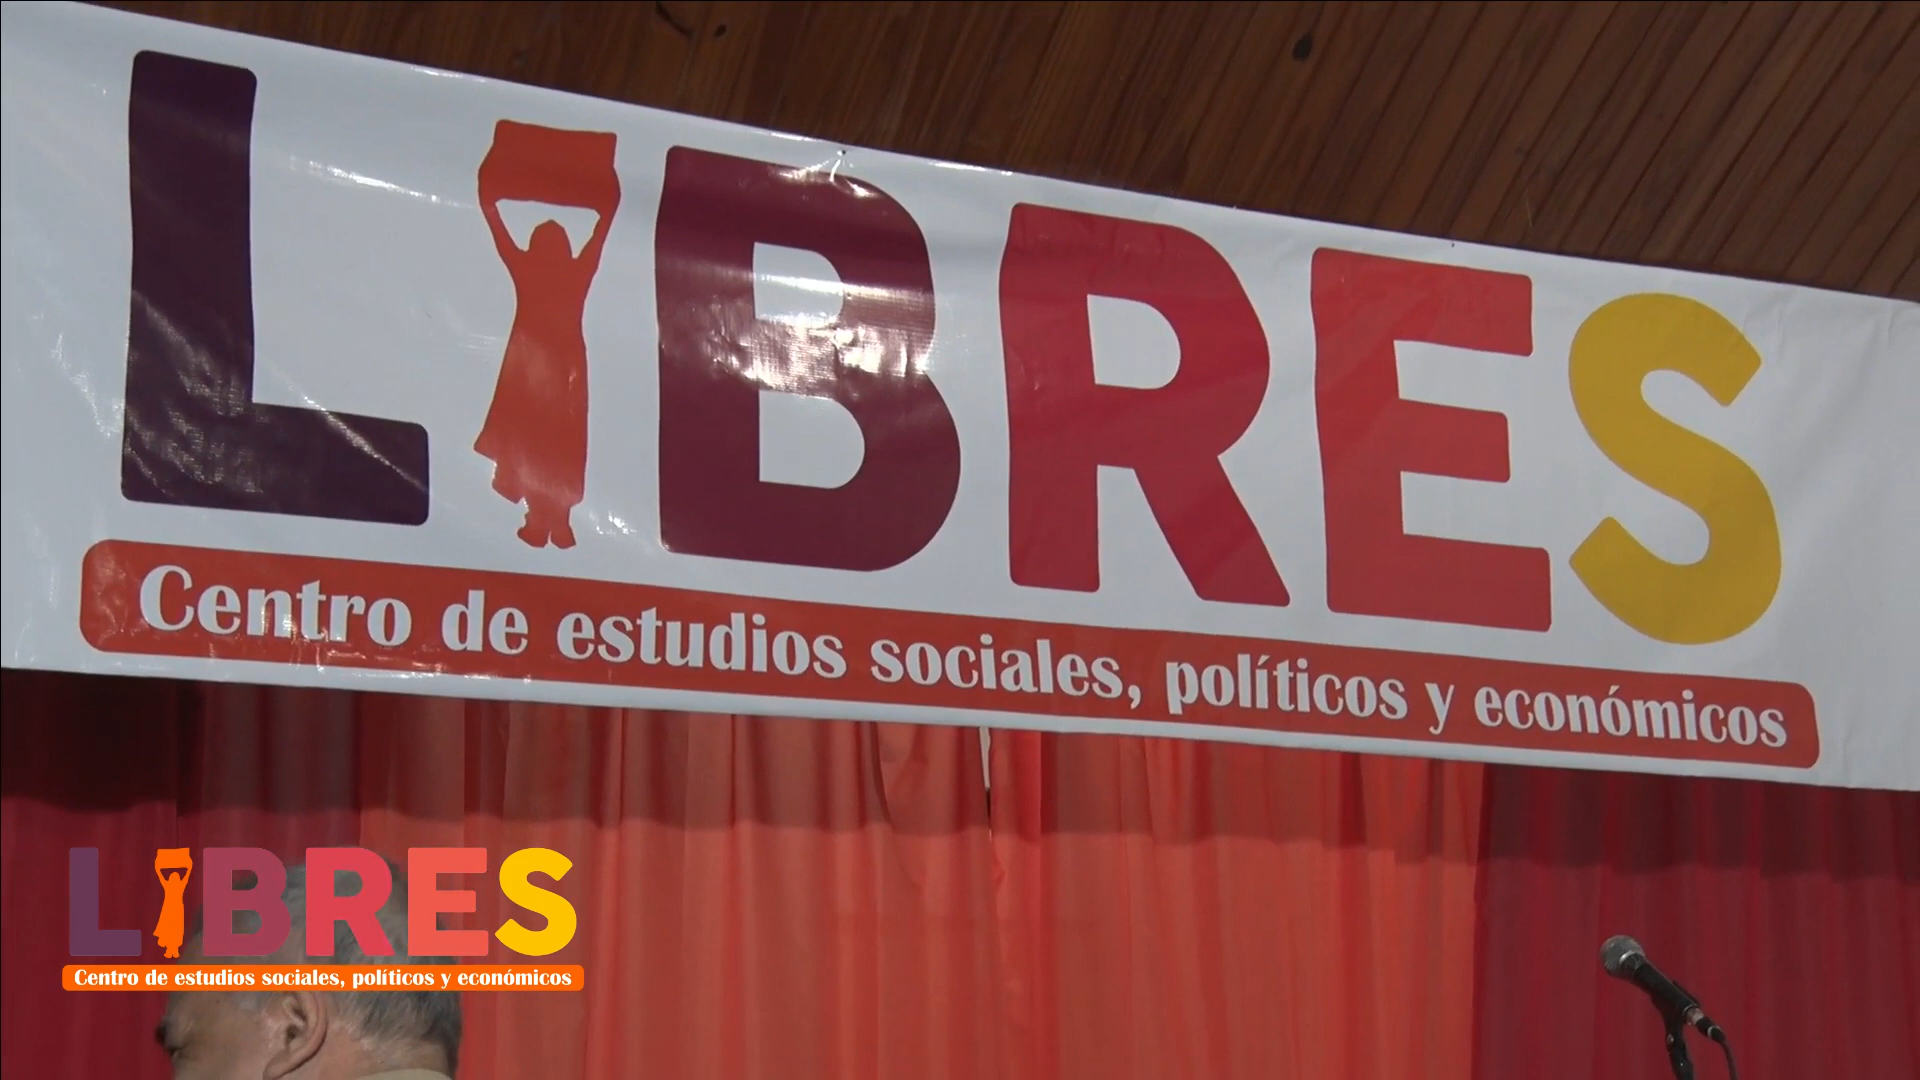 LIBRES
Centro de estudios sociales, políticos y económicos
LIBRES
Centro de estudios sociales, políticos y económicos